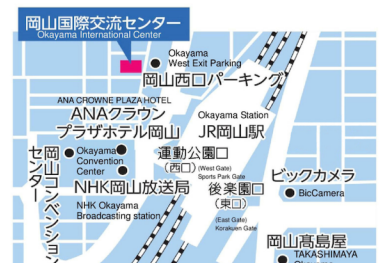 岡山国際交流センター
Okayama International Center
Okayama
West Exit Parking
岡山西口パーキング
ANA CROWNE PLAZA HOTEL
ANAクラウン
プラザホテル岡山
Okayama Station
JR岡山駅
Okayama
Convention
Center
岡山コンベンション
センター
運動公園口
(西口)
(West Gate)
Sports Park Gate
NHK岡山放送局
NHK Okayama
Broadcasting station
後楽園口
(東口)
(East Gate)
Korakuen Gate
ビックカメラ
BicCamera
岡山髙島屋
TAKASHIMAYA